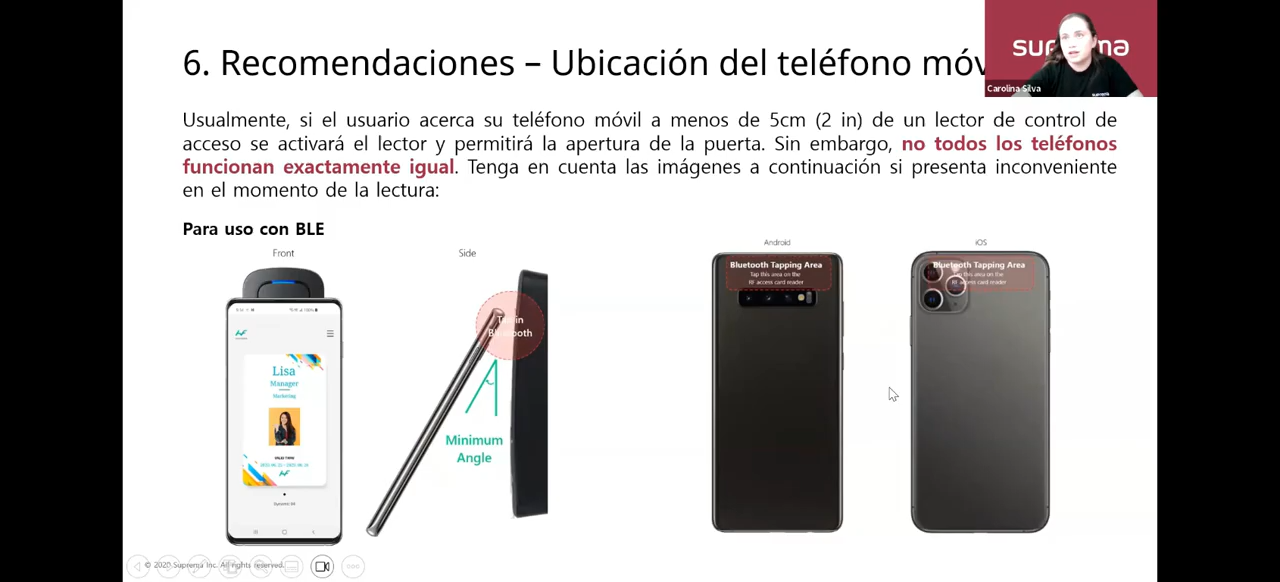 6. Recomendaciones – Ubicación del teléfono móv
suprema
Carolina Silva
Usualmente, si el usuario acerca su teléfono móvil a menos de 5cm (2 in) de un lector de control de
acceso se activará el lector y permitirá la apertura de la puerta. Sin embargo, no todos los teléfonos
funcionan exactamente igual. Tenga en cuenta las imágenes a continuación si presenta inconveniente
en el momento de la lectura:
Para uso con BLE
Front
Side
Android
iOS
Bluetooth Tapping Area
Tap this area on the
RF access card reader
Bluetooth Tapping Area
Tap this area on the
RF access card reader
Tap in
Bluetooth
Lisa
Manager
Marketing
Minimum
Angle
© 2020 Suprema Inc. All rights reserved.